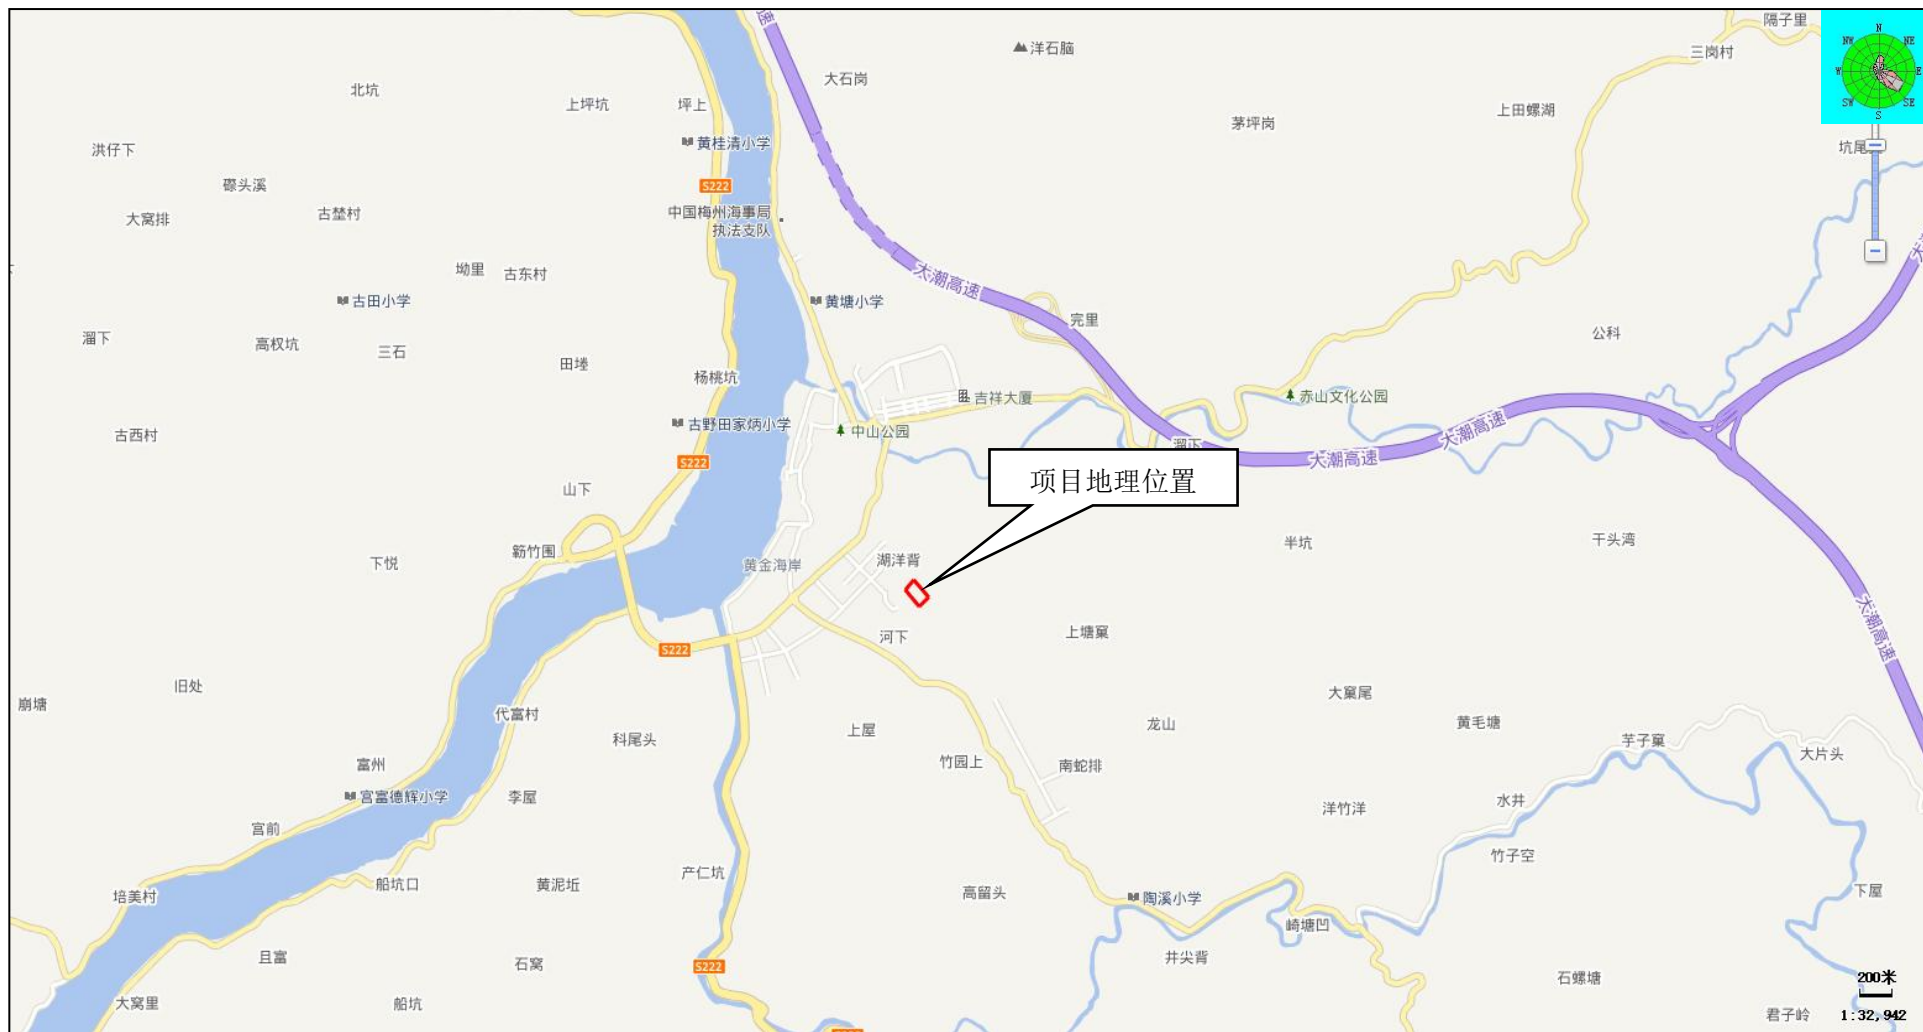 速
隔子里
N
NW
NE
W
E
SW
SE
S
洋石脑
三岗村
大石岗
北坑
上坪坑
坪上
上田螺湖
茅坪岗
黄桂清小学
坑尾
洪仔下
磜头溪
S222
大窝排
古埜村
中国梅州海事局
执法支队
坳里
古东村
大潮高速
古田小学
黄塘小学
完里
溜下
高权坑
三石
田埢
公科
杨桃坑
吉祥大厦
赤山文化公园
古西村
古野田家炳小学
中山公园
溜下
大潮高速
大潮高速
S222
项目地理位置
山下
簕竹围
下悦
黄金海岸
湖洋背
半坑
干头湾
河下
上塘窠
大潮高速
S222
旧处
崩塘
代富村
科尾头
上屋
龙山
大窠尾
黄毛塘
芋子窠
大片头
富州
竹园上
南蛇排
宫富德辉小学
李屋
洋竹洋
水井
宫前
竹子空
产仁坑
培美村
船坑口
黄泥坵
高留头
陶溪小学
下屋
崎塘凹
且富
石窝
S222
井尖背
石螺塘
200米
大窝里
船坑
君子岭
1:32,942